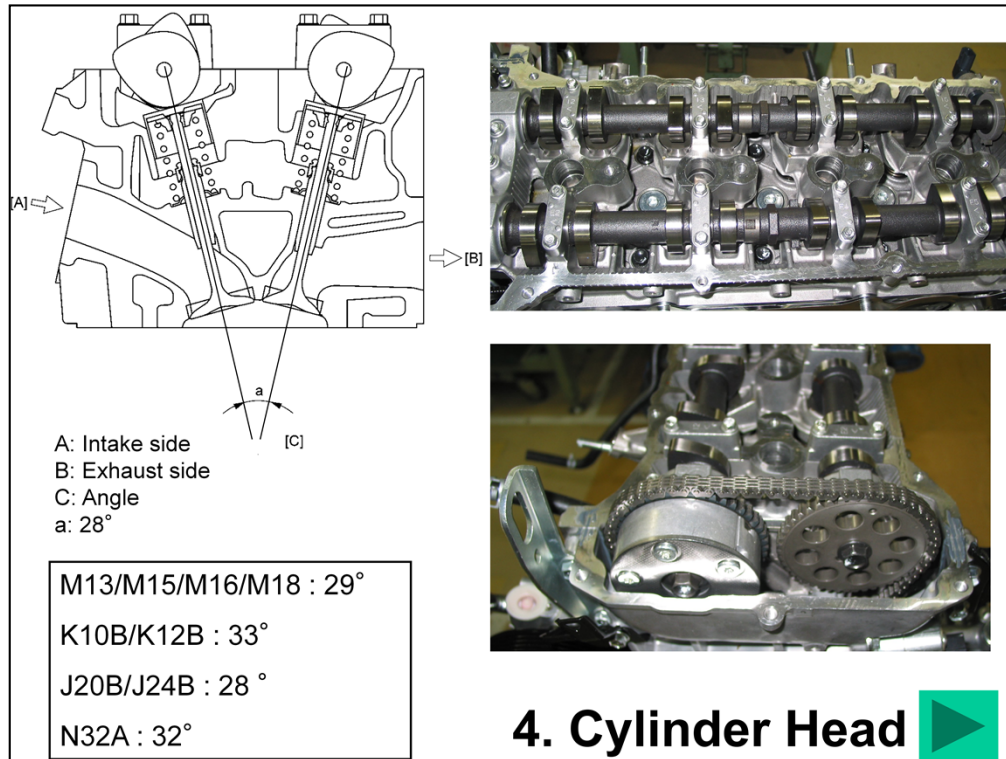 [A]
[B]
a
[C]
A: Intake side
B: Exhaust side
C: Angle
a: 28°
M13/M15/M16/M18 : 29°
K10B/K12B : 33°
J20B/J24B : 28 °
N32A : 32°
4. Cylinder Head